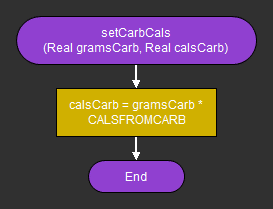 setCarbCals
(Real gramsCarb, Real calsCarb)
calsCarb = gramsCarb *
CALSFROMCARB
End